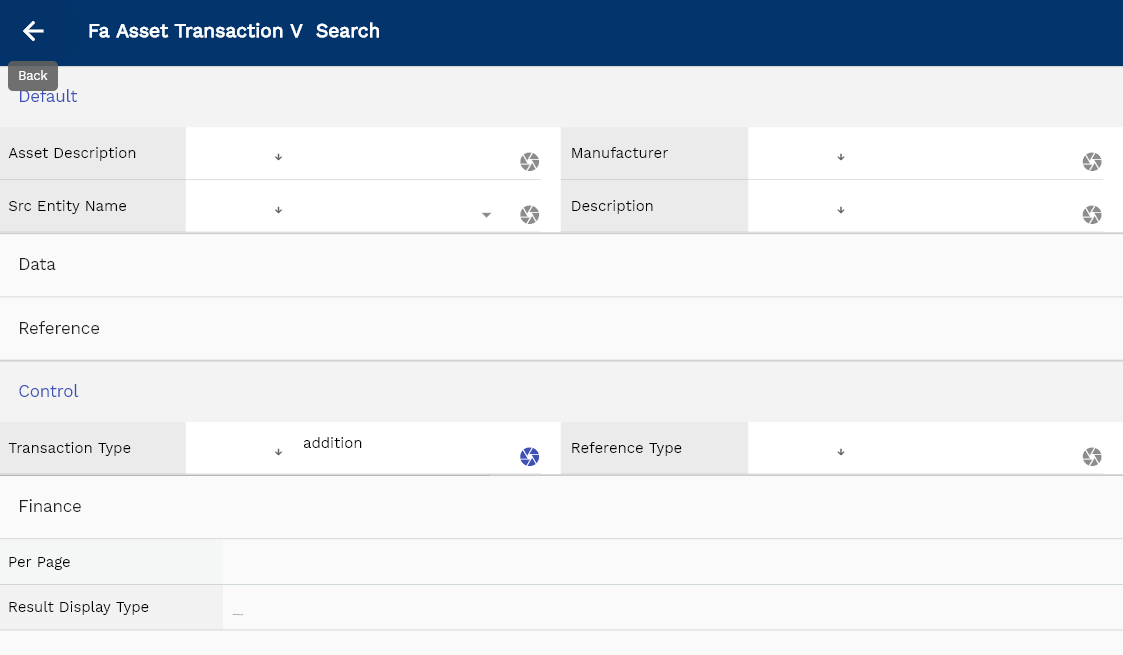 Fa Asset Transaction V Search
Back
Default
Asset Description
Manufacturer
Src Entity Name
Description
Data
Reference
Control
Transaction Type
addition
Reference Type
Finance
Per Page
Result Display Type